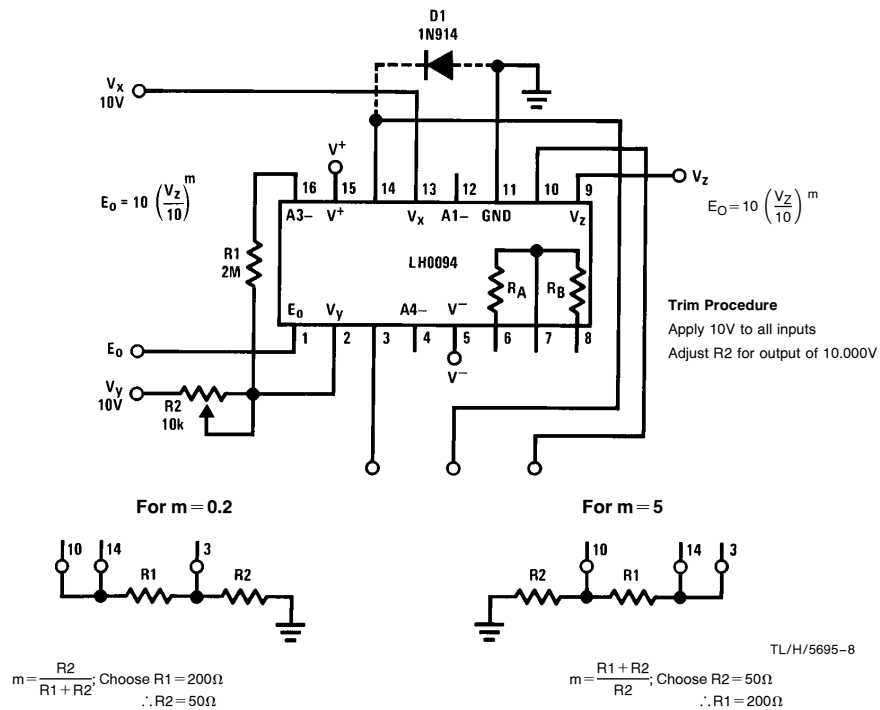 D1
1N914
Vx
10V
V+
Eo = 10 (Vz/10)^m
16 15 14 13 12 11 10 9
Vz
EO=10 (VZ/10)^m
A3− V+ Vx A1− GND Vz
R1
2M
LH0094
RA RB
Eo Vy A4− V−
1 2 3 4 5 6 7 8
Trim Procedure
Apply 10V to all inputs
Adjust R2 for output of 10.000V
Eo
V−
Vy
10V
R2
10k
For m=0.2
10 14 3
R1 R2
m=R2/(R1+R2); Choose R1=200Ω
∴R2=50Ω
For m=5
10 14 3
R2 R1
TL/H/5695–8
m=(R1+R2)/R2; Choose R2=50Ω
∴R1=200Ω